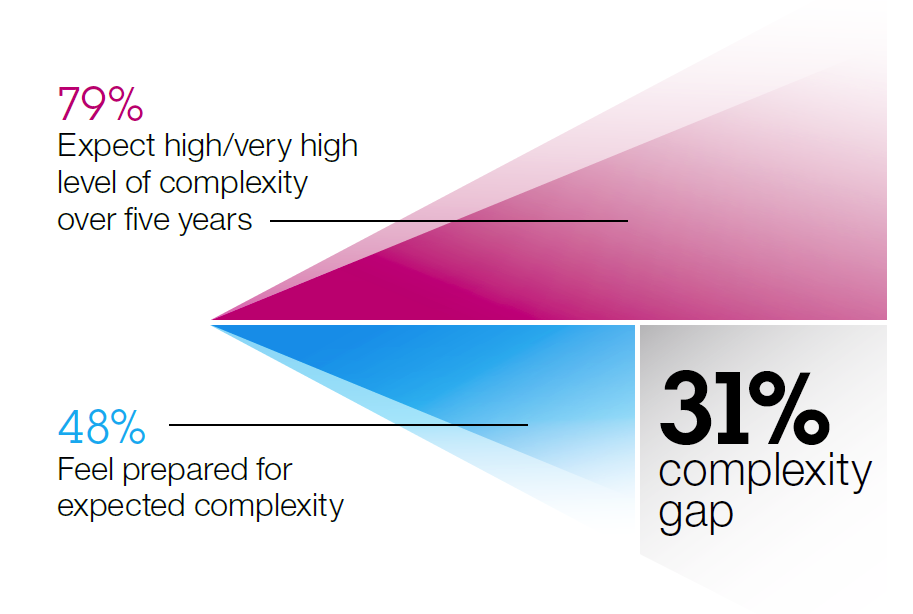 79%
Expect high/very high
level of complexity
over five years
48%
Feel prepared for
expected complexity
31%
complexity
gap